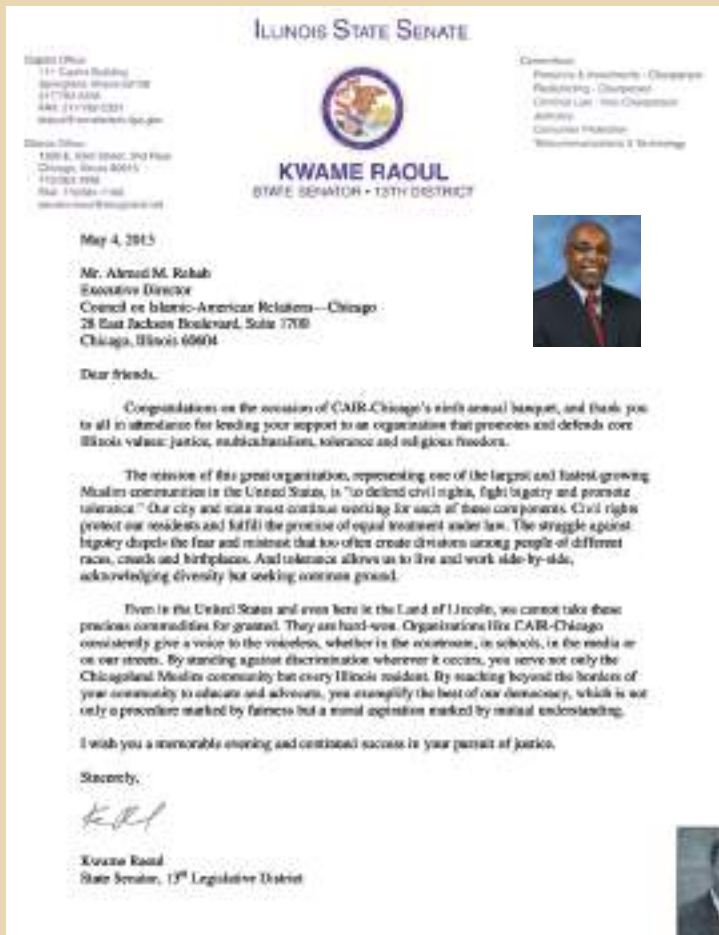 ILLINOIS STATE SENATE
KWAME RAOUL
STATE SENATOR • 13TH DISTRICT
May 4, 2013
Mr. Ahmed M. Rehab
Executive Director
Council on Islamic-American Relations—Chicago
28 East Jackson Boulevard, Suite 1700
Chicago, Illinois 60604
Dear friends,
Congratulations on the occasion of CAIR-Chicago's ninth annual banquet, and thank you
to all in attendance for lending your support to an organization that promotes and defends core
Illinois values: justice, multiculturalism, tolerance and religious freedom.
The mission of this great organization, representing one of the largest and fastest-growing
Muslim communities in the United States, is "to defend civil rights, fight bigotry and promote
tolerance." Our city and state must continue working for each of these components. Civil rights
protect our residents and fulfill the promise of equal treatment under law. The struggle against
bigotry dispels the fear and mistrust that too often create divisions among people of different
races, creeds and birthplaces. And tolerance allows us to live and work side-by-side,
acknowledging diversity but seeking common ground.
Even in the United States and even here in the Land of Lincoln, we cannot take these
precious commodities for granted. They are hard-won. Organizations like CAIR-Chicago
consistently give a voice to the voiceless, whether in the courtroom, in schools, in the media or
on our streets. By standing against discrimination wherever it occurs, you serve not only the
Chicagoland Muslim community but every Illinois resident. By reaching beyond the borders of
your community to educate and advocate, you exemplify the best of our democracy, which is not
only a procedure marked by fairness but a moral aspiration marked by mutual understanding.
I wish you a memorable evening and continued success in your pursuit of justice.
Sincerely,
Kwame Raoul
State Senator, 13th Legislative District